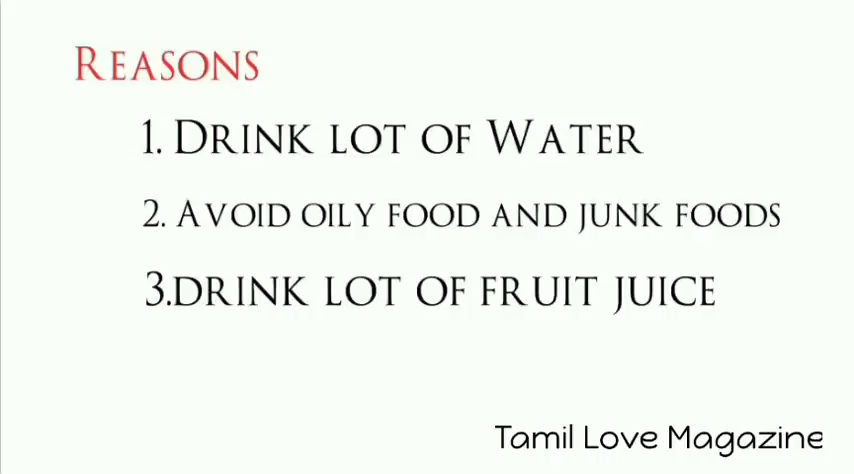 Reasons
1. Drink lot of Water
2. Avoid oily food and junk foods
3.drink lot of fruit juice
Tamil Love Magazine